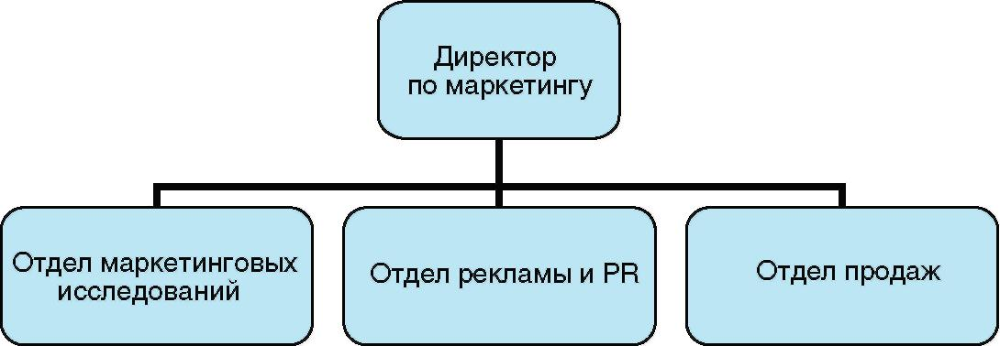 Директор
по маркетингу
Отдел маркетинговых
исследований
Отдел рекламы и PR
Отдел продаж